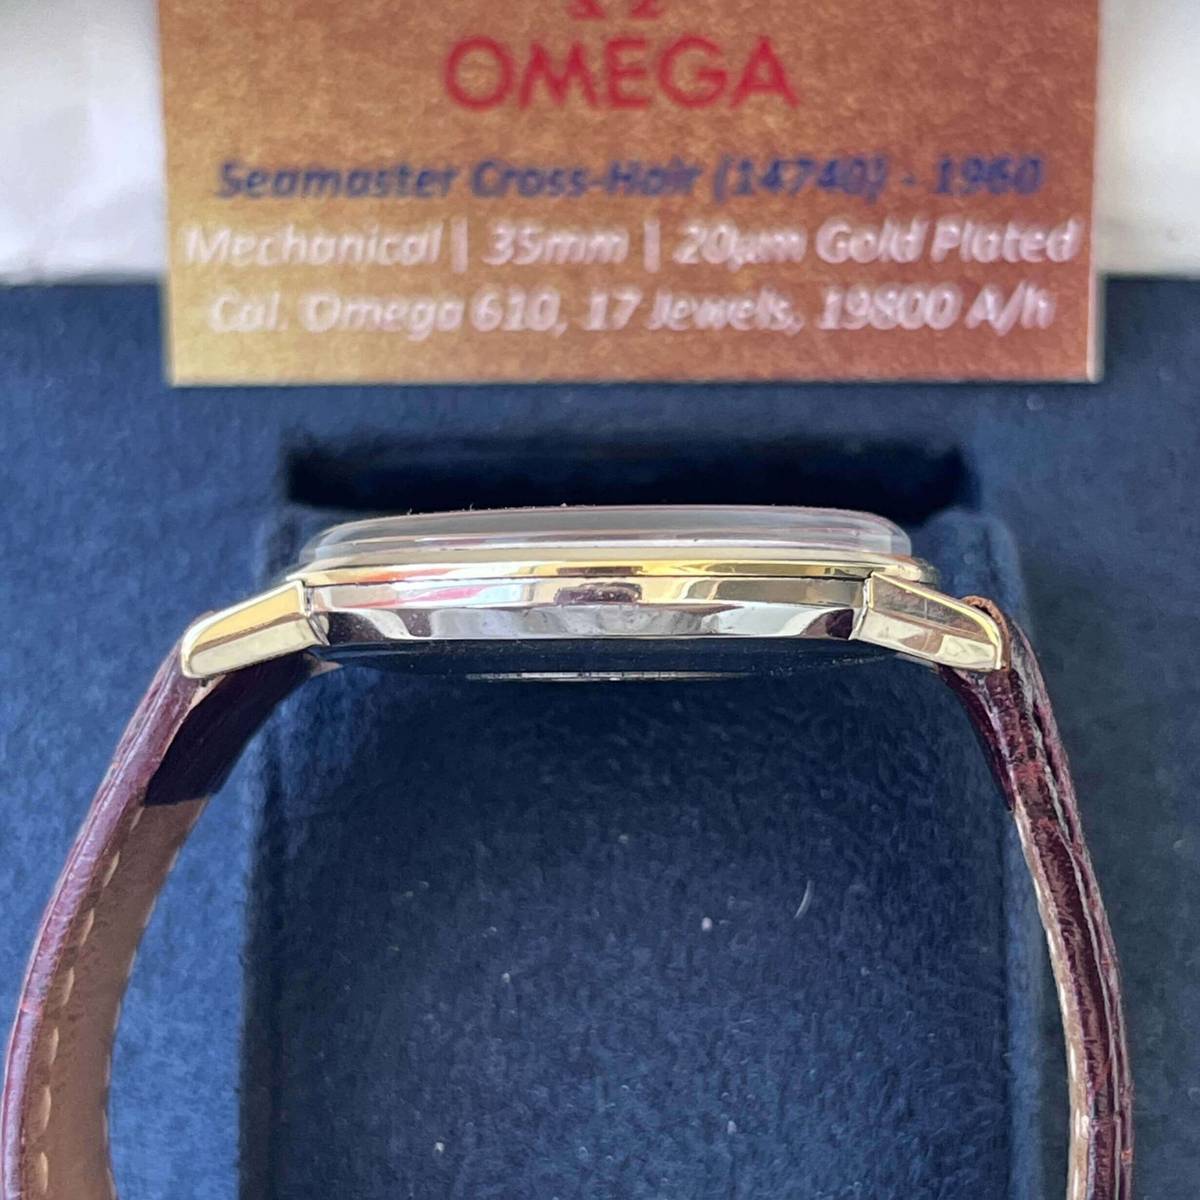 OMEGA
Seamaster Cross-Hair (14740) - 1960
Mechanical | 35mm | 20µm Gold Plated
Cal. Omega 610, 17 Jewels, 19800 A/h